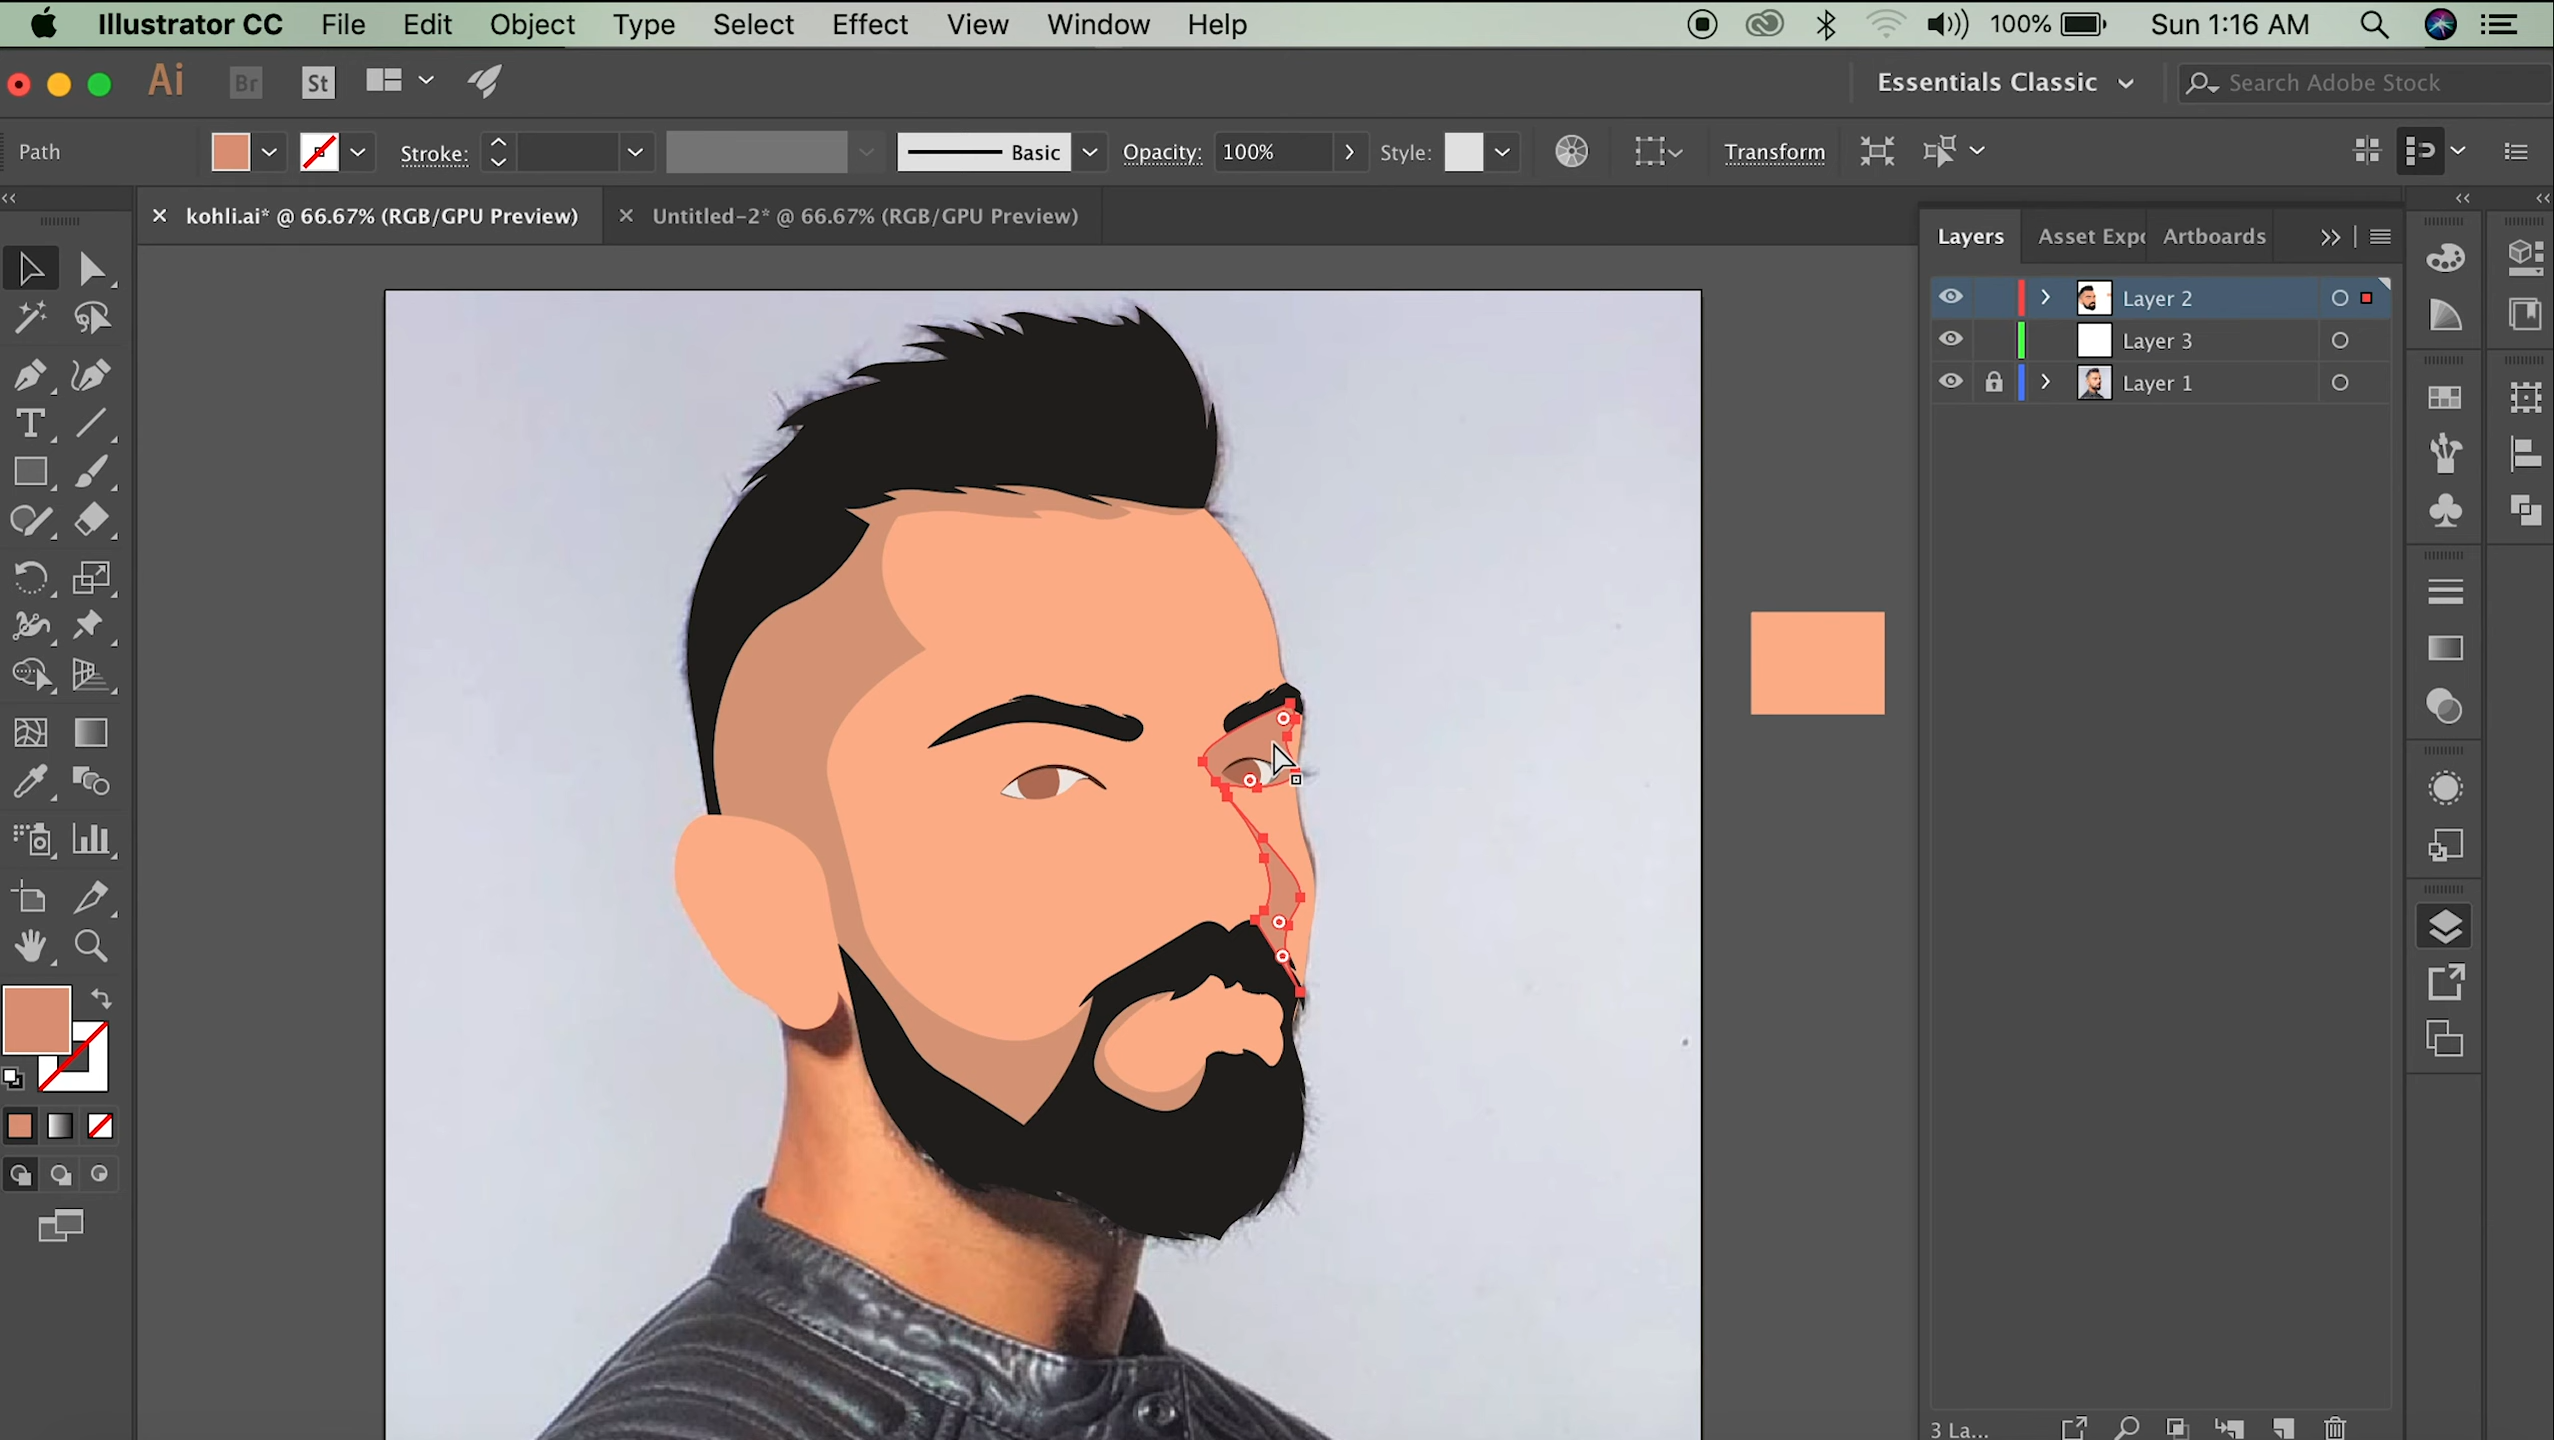 Illustrator CC File Edit Object Type Select Effect View Window Help 100% Sun 1:16 AM
Ai Br St Essentials Classic Search Adobe Stock
Path Stroke: Basic Opacity: 100% Style: Transform
kohli.ai* @ 66.67% (RGB/GPU Preview) Untitled-2* @ 66.67% (RGB/GPU Preview)
Layers Asset Expo Artboards
Layer 2
Layer 3
Layer 1
3 La...